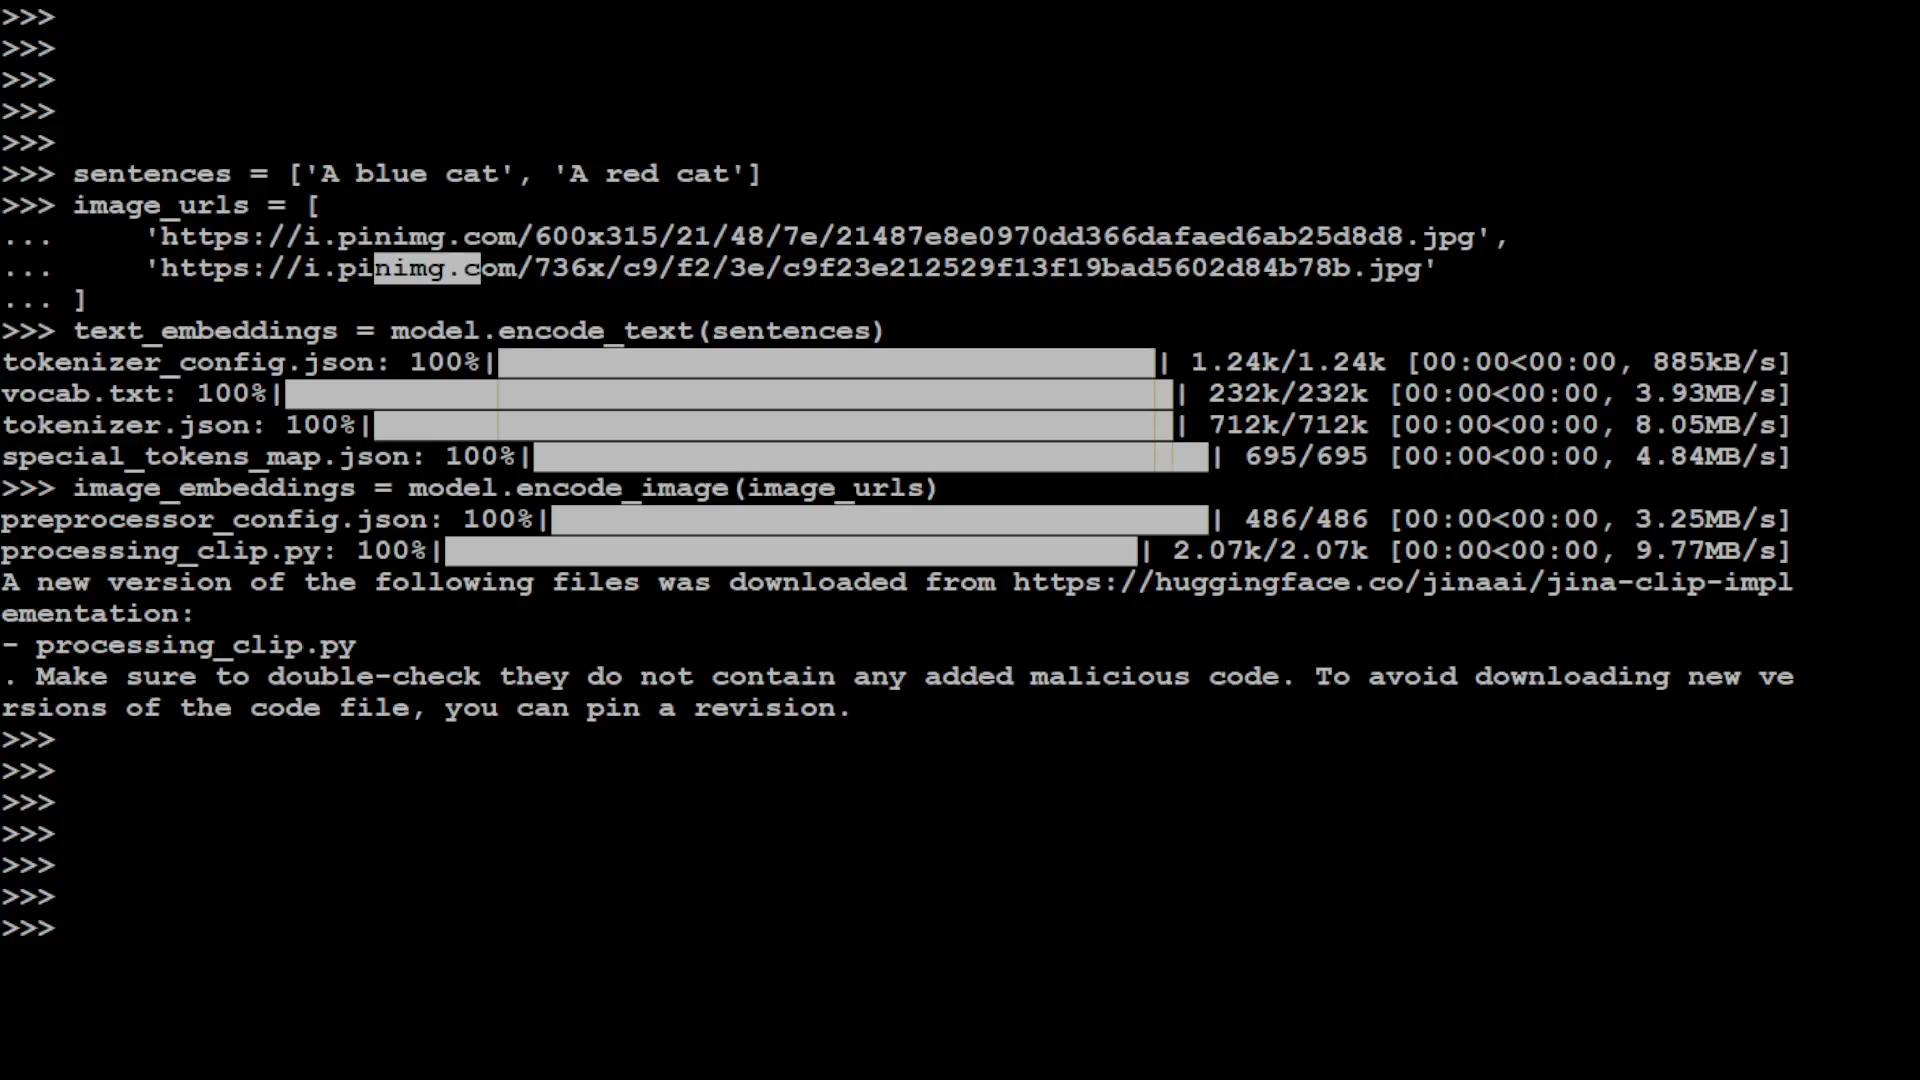 >>>
>>>
>>>
>>>
>>>
>>> sentences = ['A blue cat', 'A red cat']
>>> image_urls = [
...     'https://i.pinimg.com/600x315/21/48/7e/21487e8e0970dd366dafaed6ab25d8d8.jpg',
...     'https://i.pinimg.com/736x/c9/f2/3e/c9f23e212529f13f19bad5602d84b78b.jpg'
... ]
>>> text_embeddings = model.encode_text(sentences)
tokenizer_config.json: 100%| | 1.24k/1.24k [00:00<00:00, 885kB/s]
vocab.txt: 100%| | 232k/232k [00:00<00:00, 3.93MB/s]
tokenizer.json: 100%| | 712k/712k [00:00<00:00, 8.05MB/s]
special_tokens_map.json: 100%| | 695/695 [00:00<00:00, 4.84MB/s]
>>> image_embeddings = model.encode_image(image_urls)
preprocessor_config.json: 100%| | 486/486 [00:00<00:00, 3.25MB/s]
processing_clip.py: 100%| | 2.07k/2.07k [00:00<00:00, 9.77MB/s]
A new version of the following files was downloaded from https://huggingface.co/jinaai/jina-clip-impl
ementation:
- processing_clip.py
. Make sure to double-check they do not contain any added malicious code. To avoid downloading new ve
rsions of the code file, you can pin a revision.
>>>
>>>
>>>
>>>
>>>
>>>
>>>